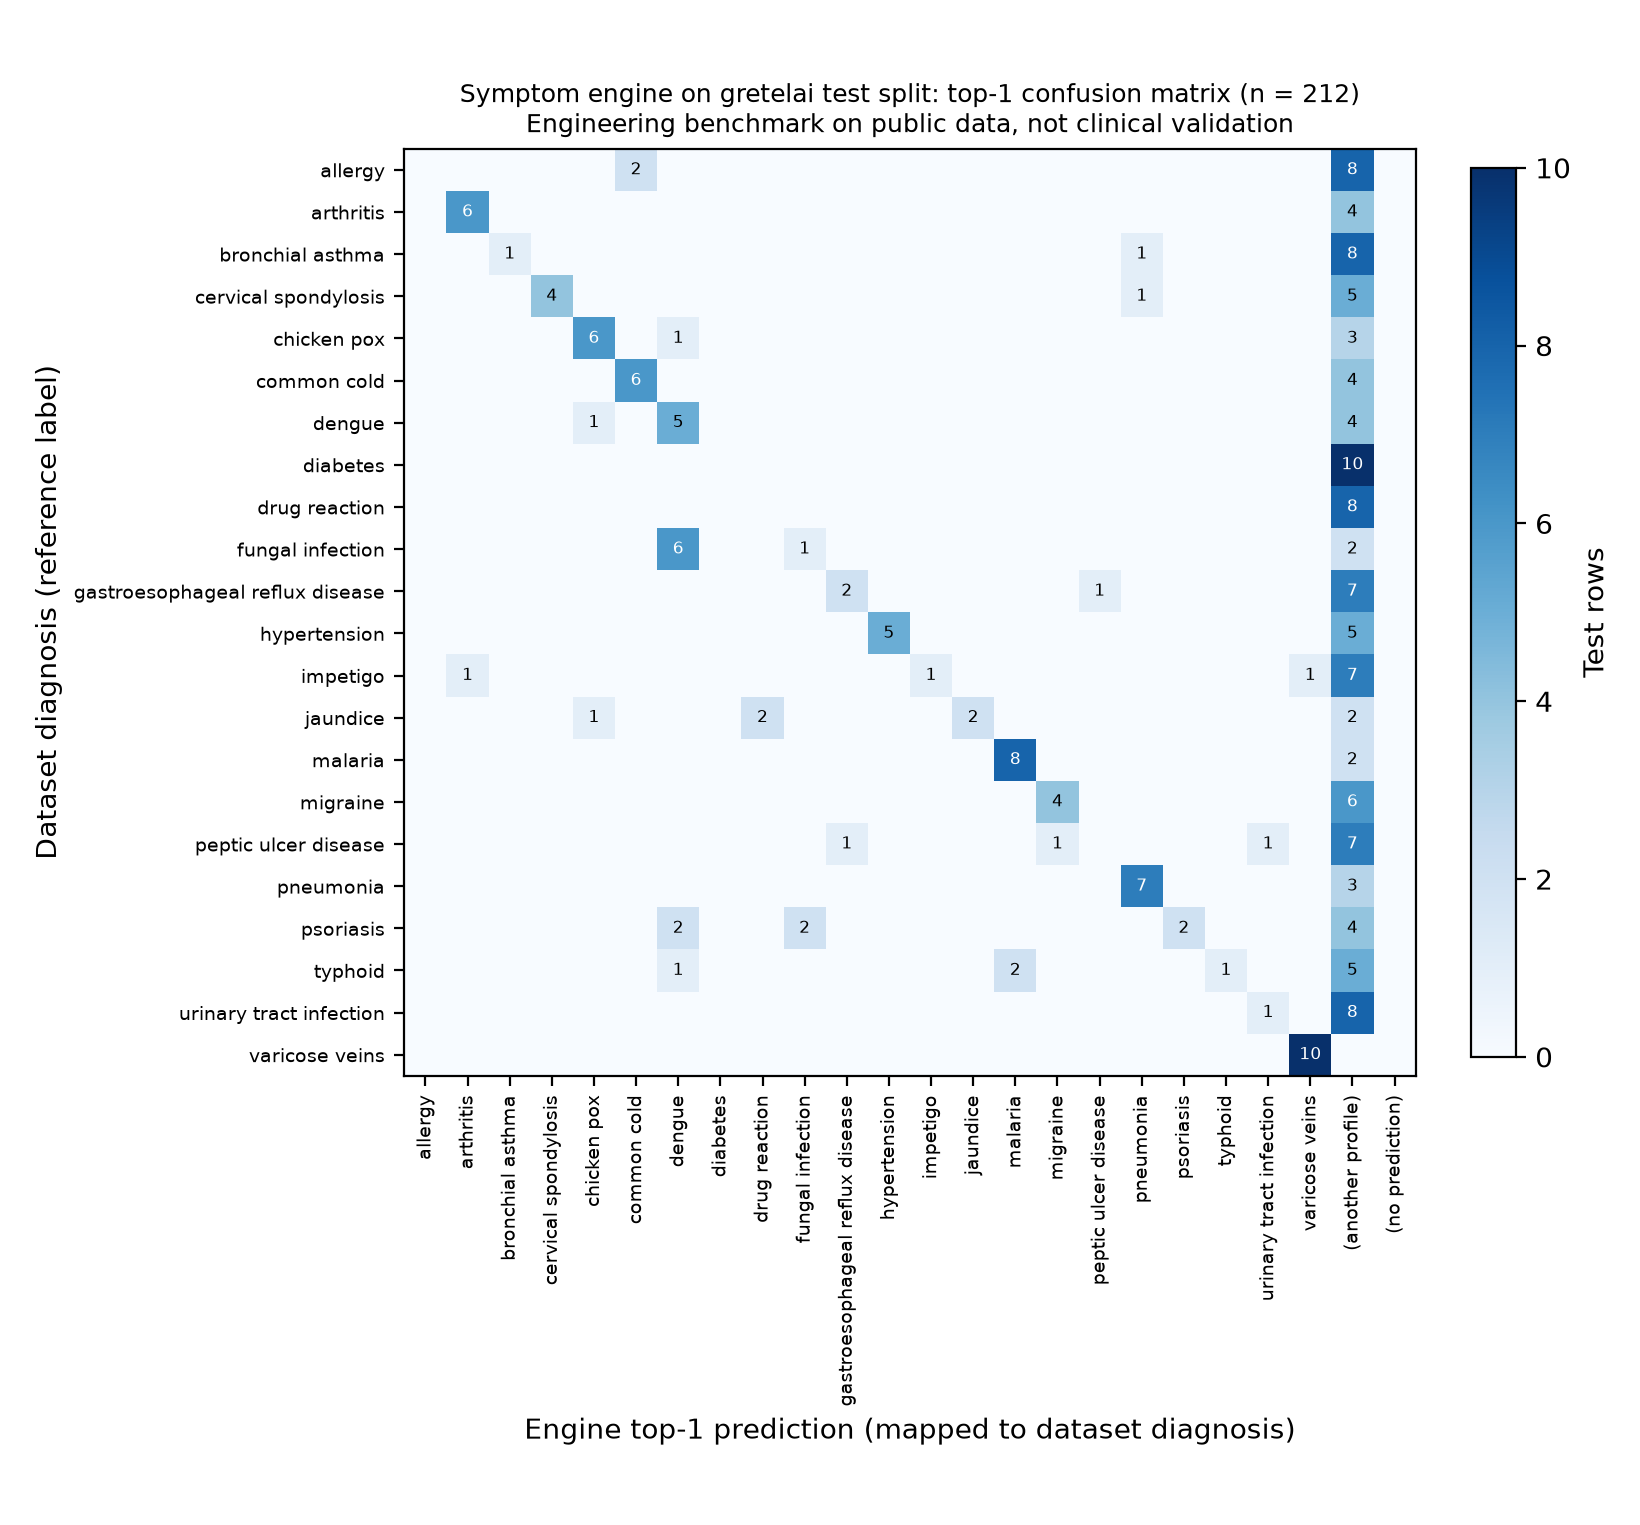 Symptom engine on gretelai test split: top-1 confusion matrix (n = 212)
Engineering benchmark on public data, not clinical validation
Dataset diagnosis (reference label)
allergy 2 8
arthritis 6 4
bronchial asthma 1 1 8
cervical spondylosis 4 1 5
chicken pox 6 1 3
common cold 6 4
dengue 1 5 4
diabetes 10
drug reaction 8
fungal infection 6 1 2
gastroesophageal reflux disease 2 1 7
hypertension 5 5
impetigo 1 1 1 7
jaundice 1 2 2 2
malaria 8 2
migraine 4 6
peptic ulcer disease 1 1 1 7
pneumonia 7 3
psoriasis 2 2 2 4
typhoid 1 2 1 5
urinary tract infection 1 8
varicose veins 10
allergy
arthritis
bronchial asthma
cervical spondylosis
chicken pox
common cold
dengue
diabetes
drug reaction
fungal infection
gastroesophageal reflux disease
hypertension
impetigo
jaundice
malaria
migraine
peptic ulcer disease
pneumonia
psoriasis
typhoid
urinary tract infection
varicose veins
(another profile)
(no prediction)
Engine top-1 prediction (mapped to dataset diagnosis)
10
8
6
4
2
0
Test rows